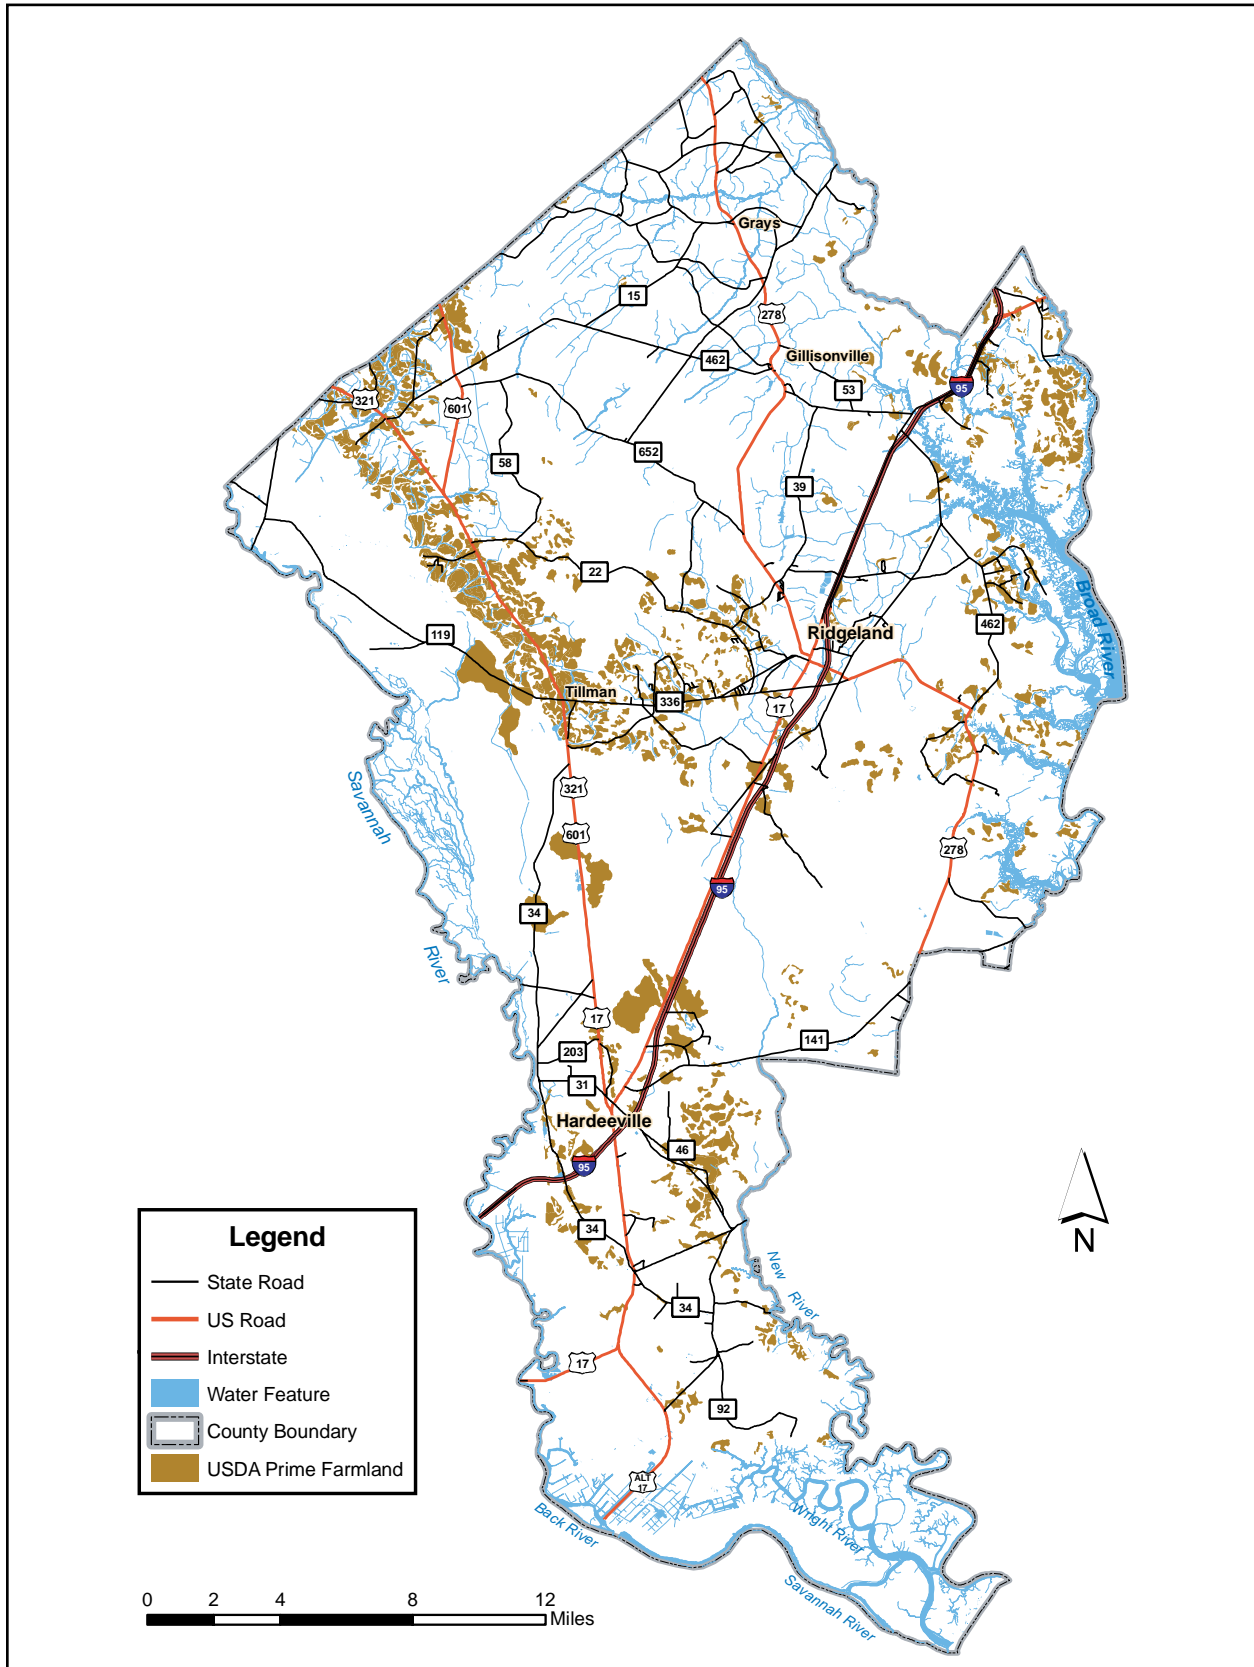 Grays
15
278
462
Gillisonville
53
95
321
601
652
58
39
22
Broad River
462
119
Ridgeland
Tillman
336
17
Savannah
River
321
601
278
95
34
17
203
141
31
Hardeeville
46
95
34
New
River
34
17
92
ALT
17
Back River
Wright River
Savannah River
N
Legend
State Road
US Road
Interstate
Water Feature
County Boundary
USDA Prime Farmland
0 2 4 8 12
Miles